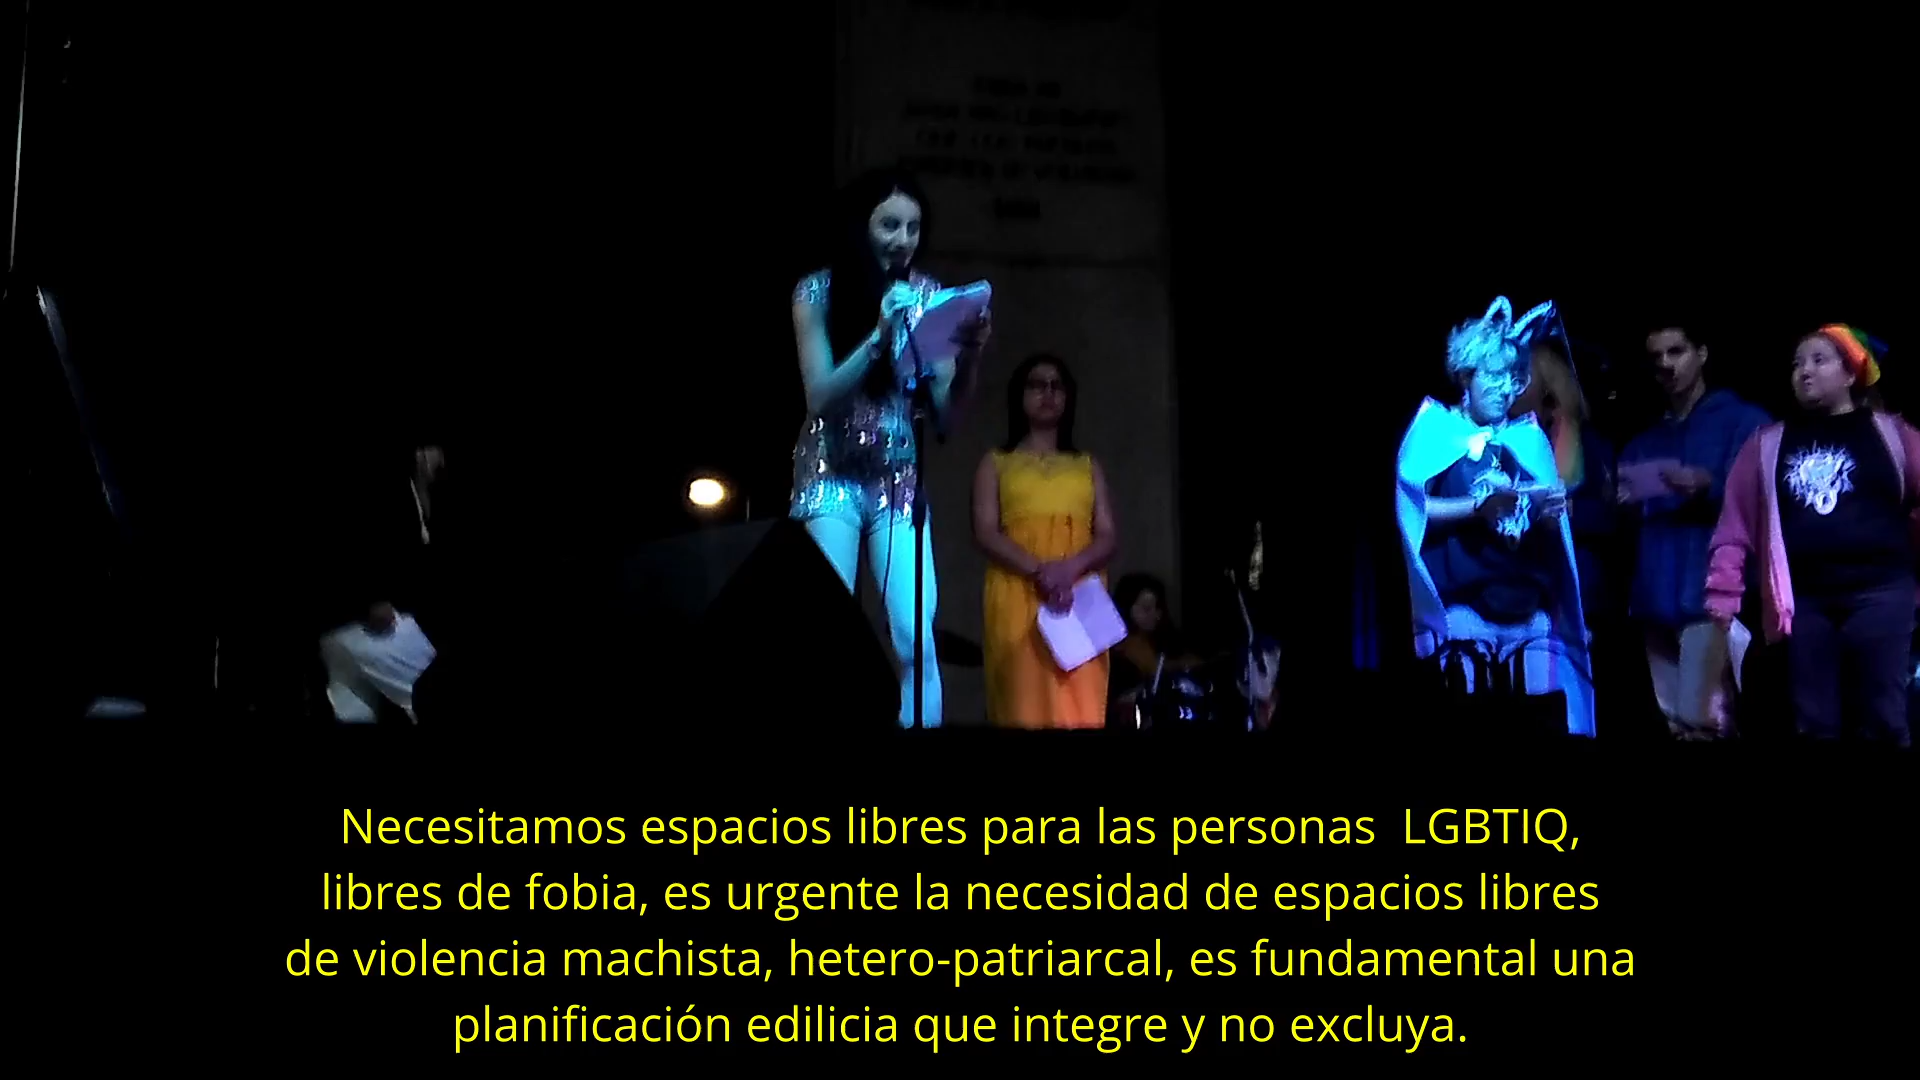 Necesitamos espacios libres para las personas  LGBTIQ,
libres de fobia, es urgente la necesidad de espacios libres
de violencia machista, hetero-patriarcal, es fundamental una
planificación edilicia que integre y no excluya.